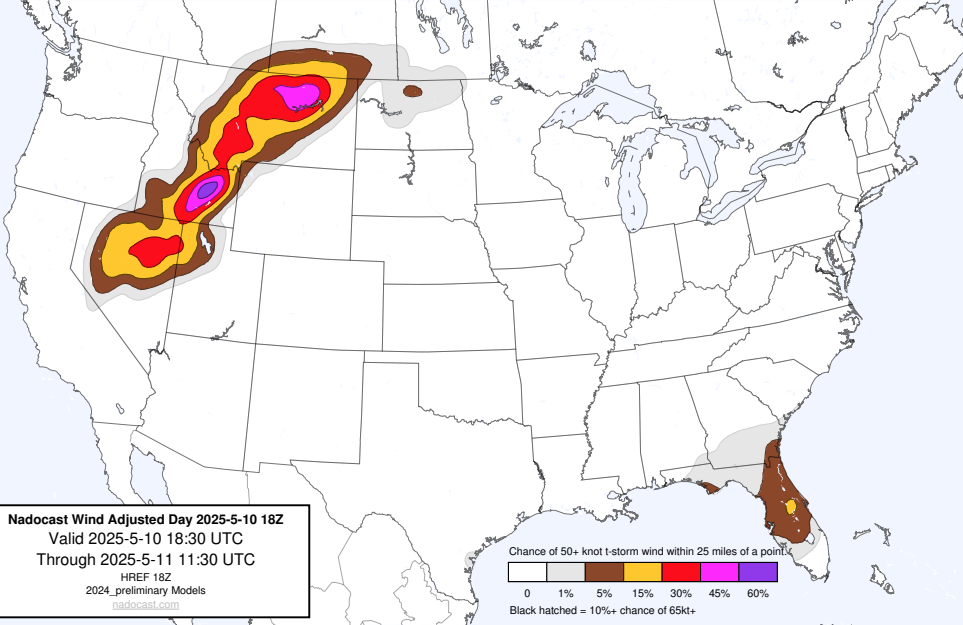 Nadocast Wind Adjusted Day 2025-5-10 18Z
Valid 2025-5-10 18:30 UTC
Through 2025-5-11 11:30 UTC
HREF 18Z
2024_preliminary Models
nadocast.com
Chance of 50+ knot t-storm wind within 25 miles of a point.
0 1% 5% 15% 30% 45% 60%
Black hatched = 10%+ chance of 65kt+